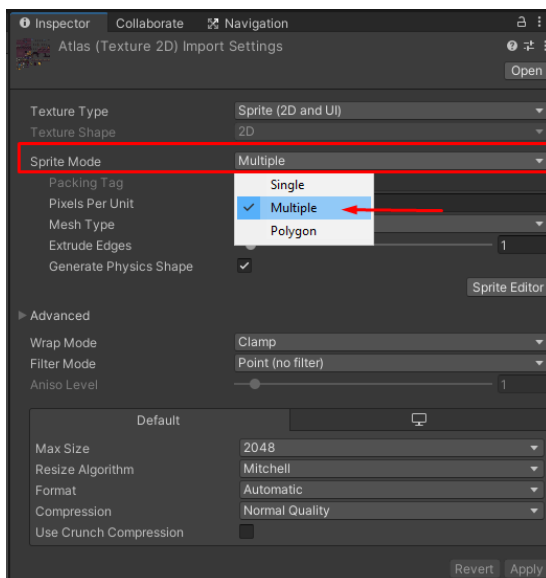 Inspector Collaborate Navigation
Atlas (Texture 2D) Import Settings
Open
Texture Type Sprite (2D and UI)
Texture Shape 2D
Sprite Mode Multiple
Packing Tag Single
Pixels Per Unit Multiple
Mesh Type Polygon
Extrude Edges 1
Generate Physics Shape
Sprite Editor
Advanced
Wrap Mode Clamp
Filter Mode Point (no filter)
Aniso Level 1
Default
Max Size 2048
Resize Algorithm Mitchell
Format Automatic
Compression Normal Quality
Use Crunch Compression
Revert Apply